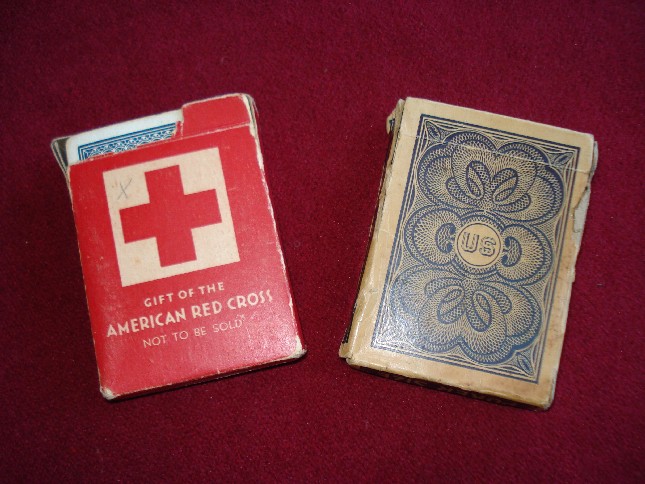 X
GIFT OF THE
AMERICAN RED CROSS
NOT TO BE SOLD
US